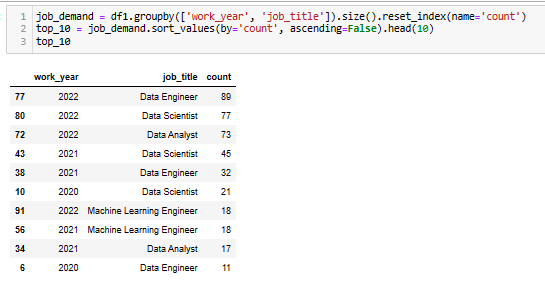 1 job_demand = df1.groupby(['work_year', 'job_title']).size().reset_index(name='count')
2 top_10 = job_demand.sort_values(by='count', ascending=False).head(10)
3 top_10
work_year job_title count
77 2022 Data Engineer 89
80 2022 Data Scientist 77
72 2022 Data Analyst 73
43 2021 Data Scientist 45
38 2021 Data Engineer 32
10 2020 Data Scientist 21
91 2022 Machine Learning Engineer 18
56 2021 Machine Learning Engineer 18
34 2021 Data Analyst 17
6 2020 Data Engineer 11